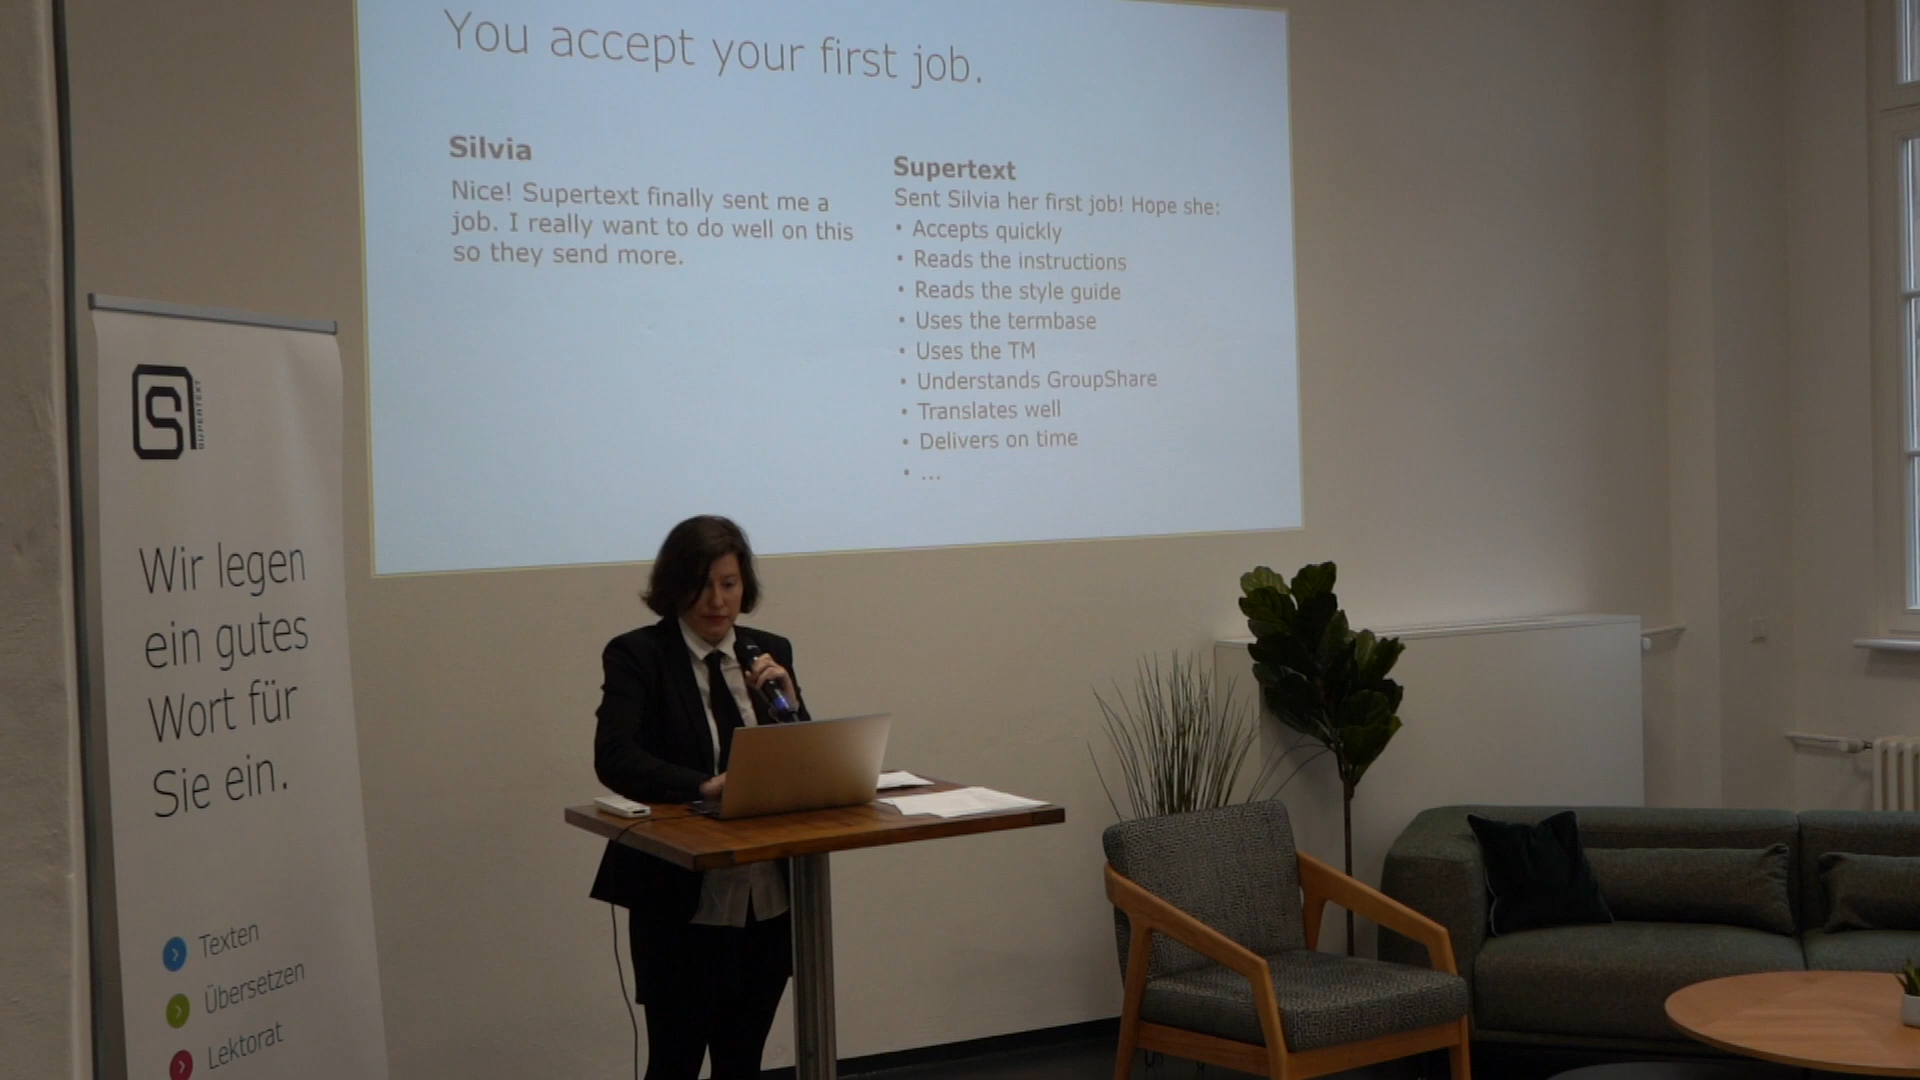 You accept your first job.
Silvia
Nice! Supertext finally sent me a
job. I really want to do well on this
so they send more.
Supertext
Sent Silvia her first job! Hope she:
• Accepts quickly
• Reads the instructions
• Reads the style guide
• Uses the termbase
• Uses the TM
• Understands GroupShare
• Translates well
• Delivers on time
• ...
S
SUPERTEXT
Wir legen
ein gutes
Wort für
Sie ein.
Texten
Übersetzen
Lektorat